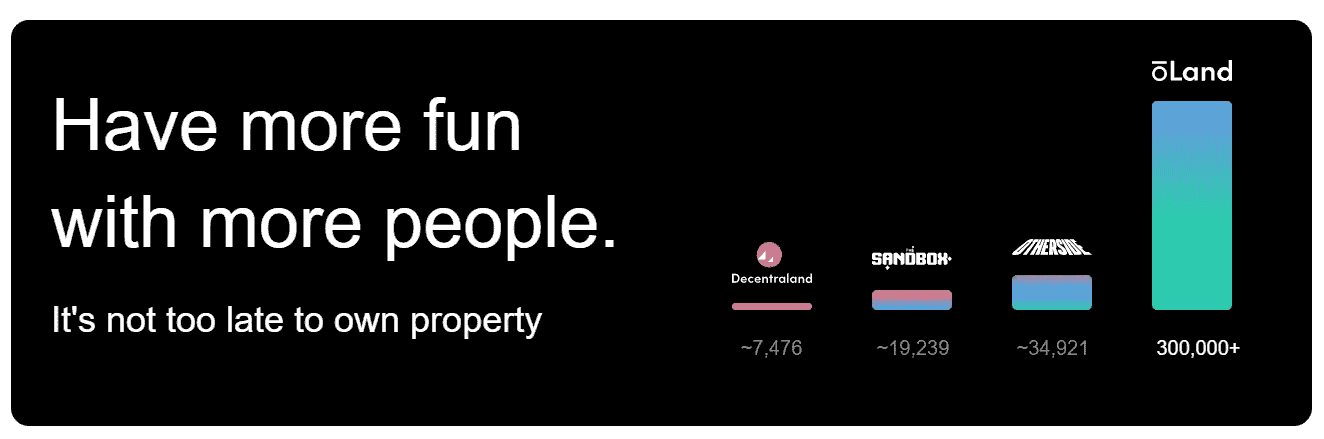 Have more fun
with more people.
It's not too late to own property
Decentraland
~7,476
THE
SANDBOX
~19,239
OTHERSIDE
~34,921
ōLand
300,000+